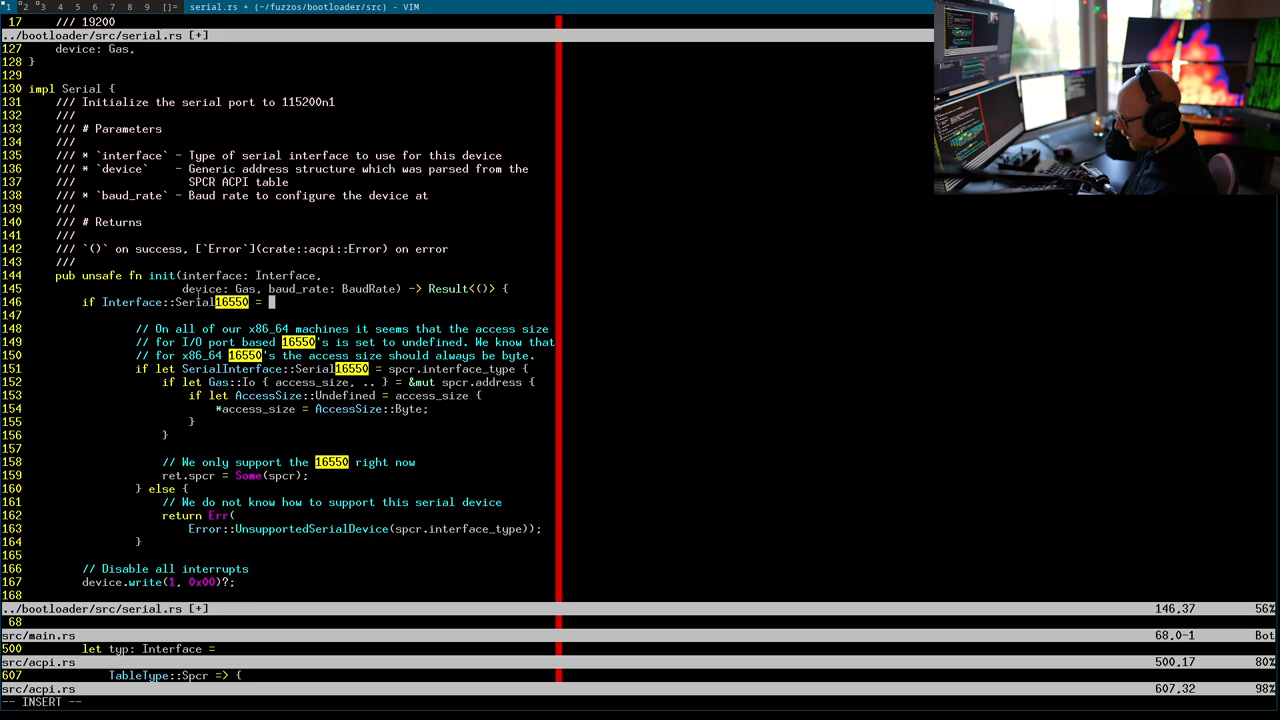 1 2 3 4 5 6 7 8 9 []= serial.rs + (~/fuzzos/bootloader/src) - VIM
17 /// 19200
../bootloader/src/serial.rs [+]
127 device: Gas,
128 }
129
130 impl Serial {
131 /// Initialize the serial port to 115200n1
132 ///
133 /// # Parameters
134 ///
135 /// * `interface` - Type of serial interface to use for this device
136 /// * `device` - Generic address structure which was parsed from the
137 /// SPCR ACPI table
138 /// * `baud_rate` - Baud rate to configure the device at
139 ///
140 /// # Returns
141 ///
142 /// `()` on success, [`Error`](crate::acpi::Error) on error
143 ///
144 pub unsafe fn init(interface: Interface,
145 device: Gas, baud_rate: BaudRate) -> Result<()> {
146 if Interface::Serial16550 =
147
148 // On all of our x86_64 machines it seems that the access size
149 // for I/O port based 16550's is set to undefined. We know that
150 // for x86_64 16550's the access size should always be byte.
151 if let SerialInterface::Serial16550 = spcr.interface_type {
152 if let Gas::Io { access_size, .. } = &mut spcr.address {
153 if let AccessSize::Undefined = access_size {
154 *access_size = AccessSize::Byte;
155 }
156 }
157
158 // We only support the 16550 right now
159 ret.spcr = Some(spcr);
160 } else {
161 // We do not know how to support this serial device
162 return Err(
163 Error::UnsupportedSerialDevice(spcr.interface_type));
164 }
165
166 // Disable all interrupts
167 device.write(1, 0x00)?;
168
../bootloader/src/serial.rs [+] 146,37 56%
68
src/main.rs 68,0-1 Bot
500 let typ: Interface =
src/acpi.rs 500,17 80%
607 TableType::Spcr => {
src/acpi.rs 607,32 98%
-- INSERT --